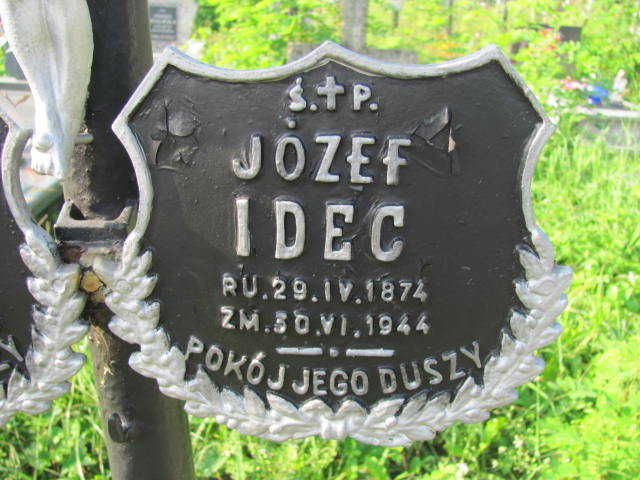 Ś.✝P.
JÓZEF
IDEC
RU.29.IV.1874
ZM.30.VI.1944
POKÓJ JEGO DUSZY